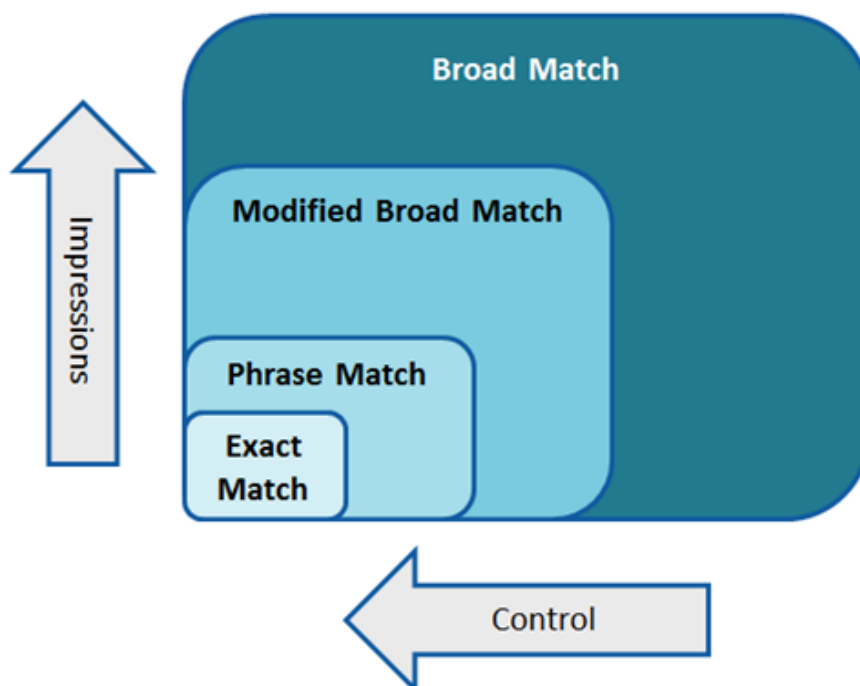 Broad Match
Modified Broad Match
Impressions
Phrase Match
Exact
Match
Control